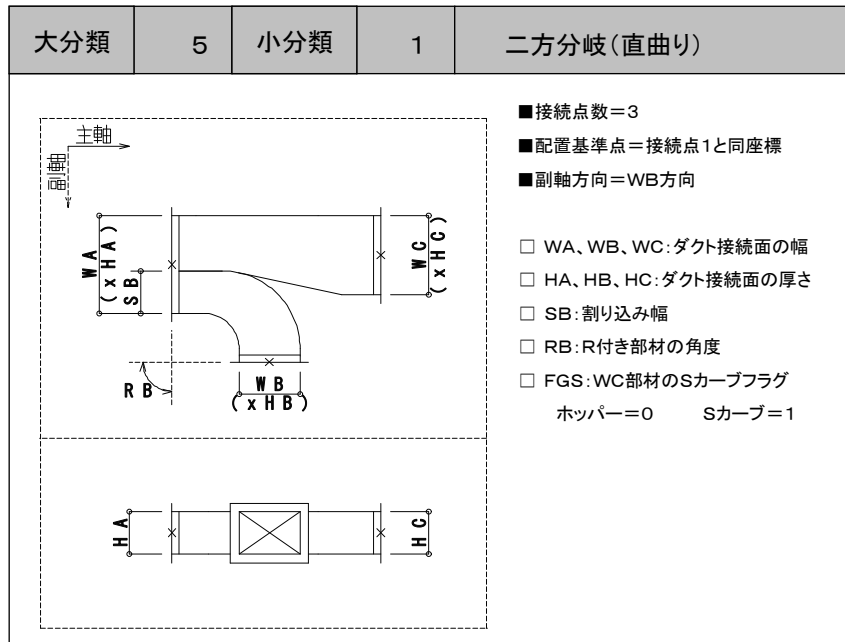 大分類 5 小分類 1 二方分岐(直曲り)
■接続点数=3
■配置基準点=接続点1と同座標
■副軸方向=WB方向
□ WA、WB、WC:ダクト接続面の幅
□ HA、HB、HC:ダクト接続面の厚さ
□ SB:割り込み幅
□ RB:R付き部材の角度
□ FGS:WC部材のSカーブフラグ
ホッパー=0 Sカーブ=1
主軸
副軸
WA
(xHA)
SB
WC
(xHC)
RB
WB
(xHB)
HA
HC